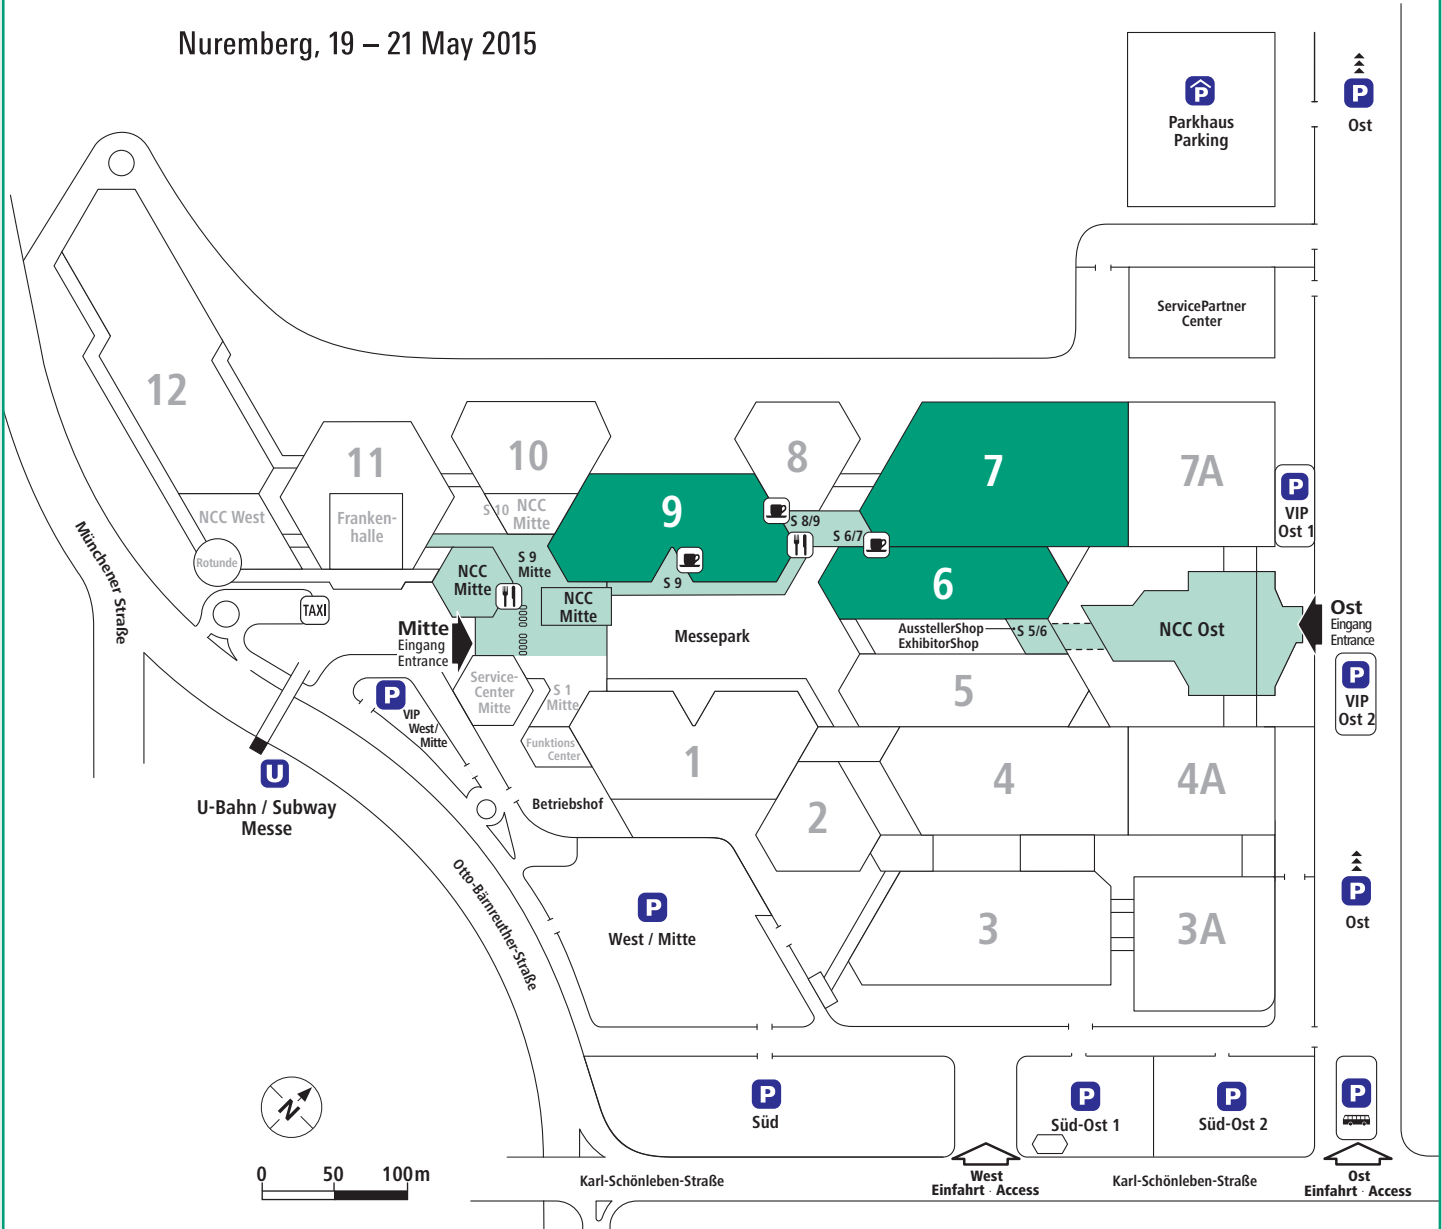 Nuremberg, 19 – 21 May 2015
P
Parkhaus
Parking
P
Ost
ServicePartner
Center
12
11
10
8
7
7A
9
NCC West
Franken-
halle
S 10
NCC
Mitte
P
VIP
Ost 1
S 8/9
S 6/7
Rotunde
S 9
Mitte
NCC
Mitte
S 9
6
Münchener Straße
TAXI
NCC
Mitte
Mitte
Eingang
Entrance
Messepark
AusstellerShop
ExhibitorShop
S 5/6
NCC Ost
Ost
Eingang
Entrance
Service-
Center
Mitte
S 1
Mitte
5
P
VIP
West/
Mitte
P
VIP
Ost 2
Funktions
Center
1
U
U-Bahn / Subway
Messe
4
4A
Betriebshof
2
Otto-Bärnreuther-Straße
P
West / Mitte
3
3A
P
Ost
N
P
Süd
P
Süd-Ost 1
P
Süd-Ost 2
P
0 50 100m
Karl-Schönleben-Straße
West
Einfahrt · Access
Karl-Schönleben-Straße
Ost
Einfahrt · Access